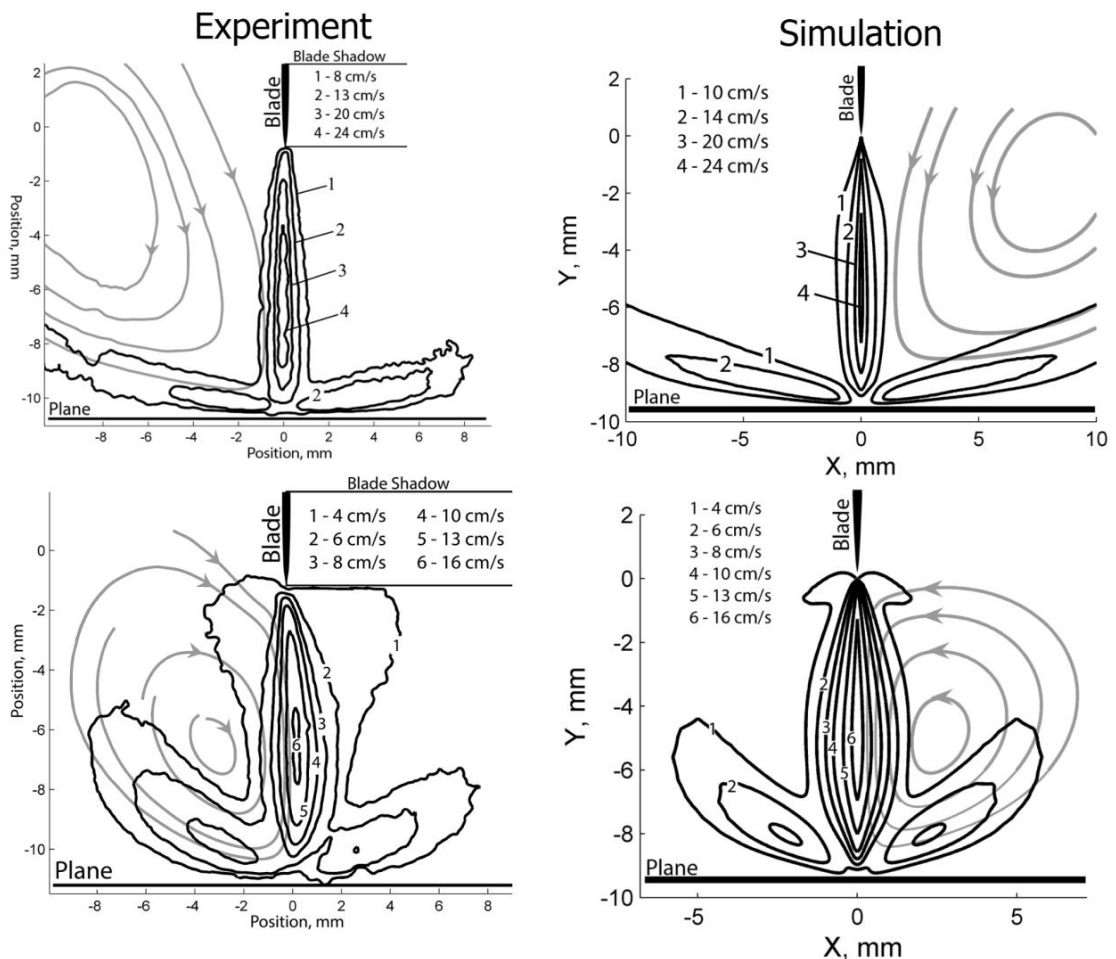 Experiment
Simulation
Blade Shadow
1 - 8 cm/s
2 - 13 cm/s
3 - 20 cm/s
4 - 24 cm/s
Blade
2
0
-2
-4
-6
-8
-10
Position, mm
1
2
3
4
2
Plane
-8 -6 -4 -2 0 2 4 6 8
Position, mm
1 - 10 cm/s
2 - 14 cm/s
3 - 20 cm/s
4 - 24 cm/s
Blade
2
0
-2
-4
-6
-8
-10
Y, mm
1
2
3
4
1
2
Plane
-10 -5 0 5 10
X, mm
Blade Shadow
1 - 4 cm/s 4 - 10 cm/s
2 - 6 cm/s 5 - 13 cm/s
3 - 8 cm/s 6 - 16 cm/s
Blade
0
-2
-4
-6
-8
-10
Position, mm
1
2
3
4
5
6
Plane
-8 -6 -4 -2 0 2 4 6 8
Position, mm
1 - 4 cm/s
2 - 6 cm/s
3 - 8 cm/s
4 - 10 cm/s
5 - 13 cm/s
6 - 16 cm/s
Blade
2
0
-2
-4
-6
-8
-10
Y, mm
2
3
4
6
5
1
2
Plane
-5 0 5
X, mm